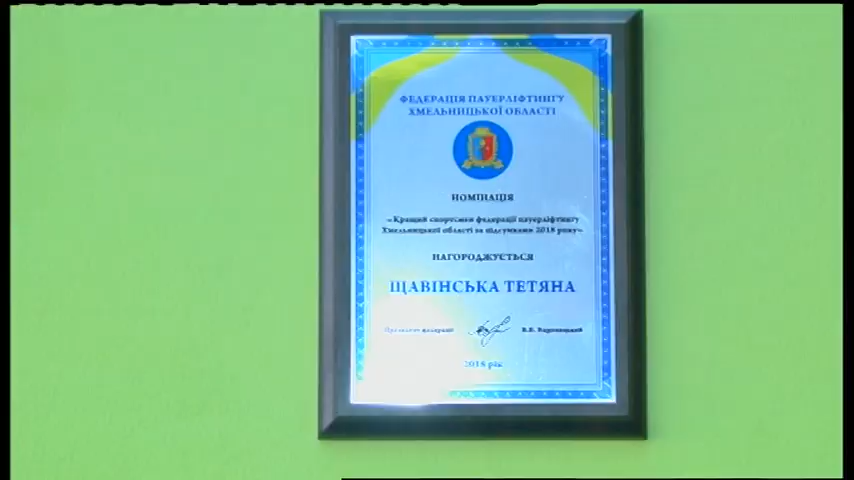 ФЕДЕРАЦІЯ ПАУЕРЛІФТИНГУ
ХМЕЛЬНИЦЬКОЇ ОБЛАСТІ
НОМІНАЦІЯ
«Кращий спортсмен федерації пауерліфтингу
Хмельницької області за підсумками 2018 року»
НАГОРОДЖУЄТЬСЯ
ЩАВІНСЬКА ТЕТЯНА
Президент федерації
2018 рік